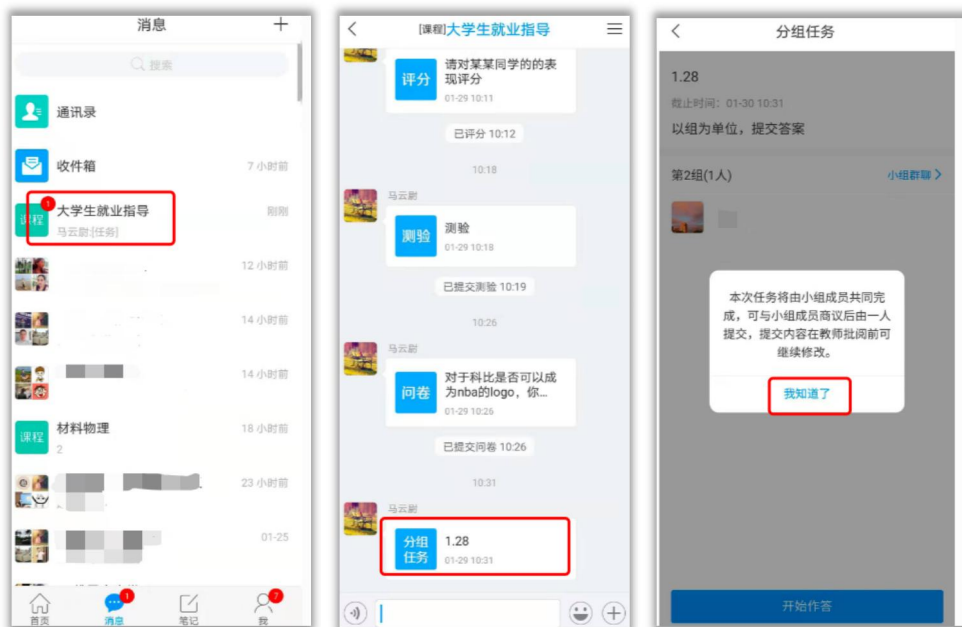 消息
搜索
通讯录
收件箱
7 小时前
1
课程
大学生就业指导
刚刚
马云尉:[任务]
12 小时前
14 小时前
14 小时前
课程
材料物理
18 小时前
2
23 小时前
01-25
1
7
首页
消息
笔记
我
[课程]大学生就业指导
评分
请对某某同学的的表
现评分
01-29 10:11
已评分 10:12
10:18
马云尉
测验
测验
01-29 10:18
已提交测验 10:19
10:26
马云尉
问卷
对于科比是否可以成
为nba的logo，你...
01-29 10:26
已提交问卷 10:26
10:31
马云尉
分组
任务
1.28
01-29 10:31
分组任务
1.28
截止时间：01-30 10:31
以组为单位，提交答案
第2组(1人)
小组群聊
本次任务将由小组成员共同完
成，可与小组成员商议后由一人
提交，提交内容在教师批阅前可
继续修改。
我知道了
开始作答